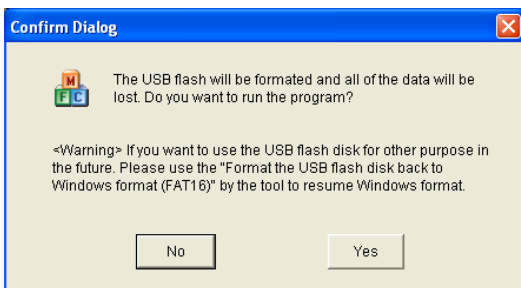 Confirm Dialog
M
F C
The USB flash will be formated and all of the data will be
lost. Do you want to run the program?
<Warning> If you want to use the USB flash disk for other purpose in
the future. Please use the "Format the USB flash disk back to
Windows format (FAT16)" by the tool to resume Windows format.
No Yes